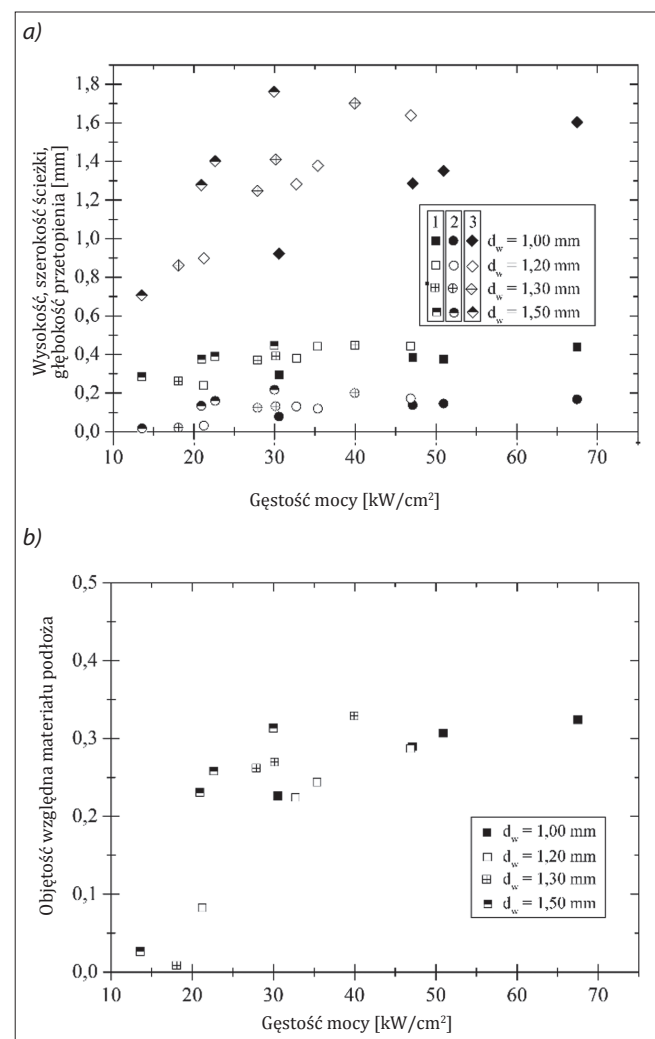 a)
Wysokość, szerokość ścieżki,
głębokość przetopienia [mm]
1,8
1,6
1,4
1,2
1,0
0,8
0,6
0,4
0,2
0,0
1 2 3
d_w = 1,00 mm
d_w = 1,20 mm
d_w = 1,30 mm
d_w = 1,50 mm
10 20 30 40 50 60 70
Gęstość mocy [kW/cm²]
b)
Objętość względna materiału podłoża
0,5
0,4
0,3
0,2
0,1
0,0
d_w = 1,00 mm
d_w = 1,20 mm
d_w = 1,30 mm
d_w = 1,50 mm
10 20 30 40 50 60 70
Gęstość mocy [kW/cm²]